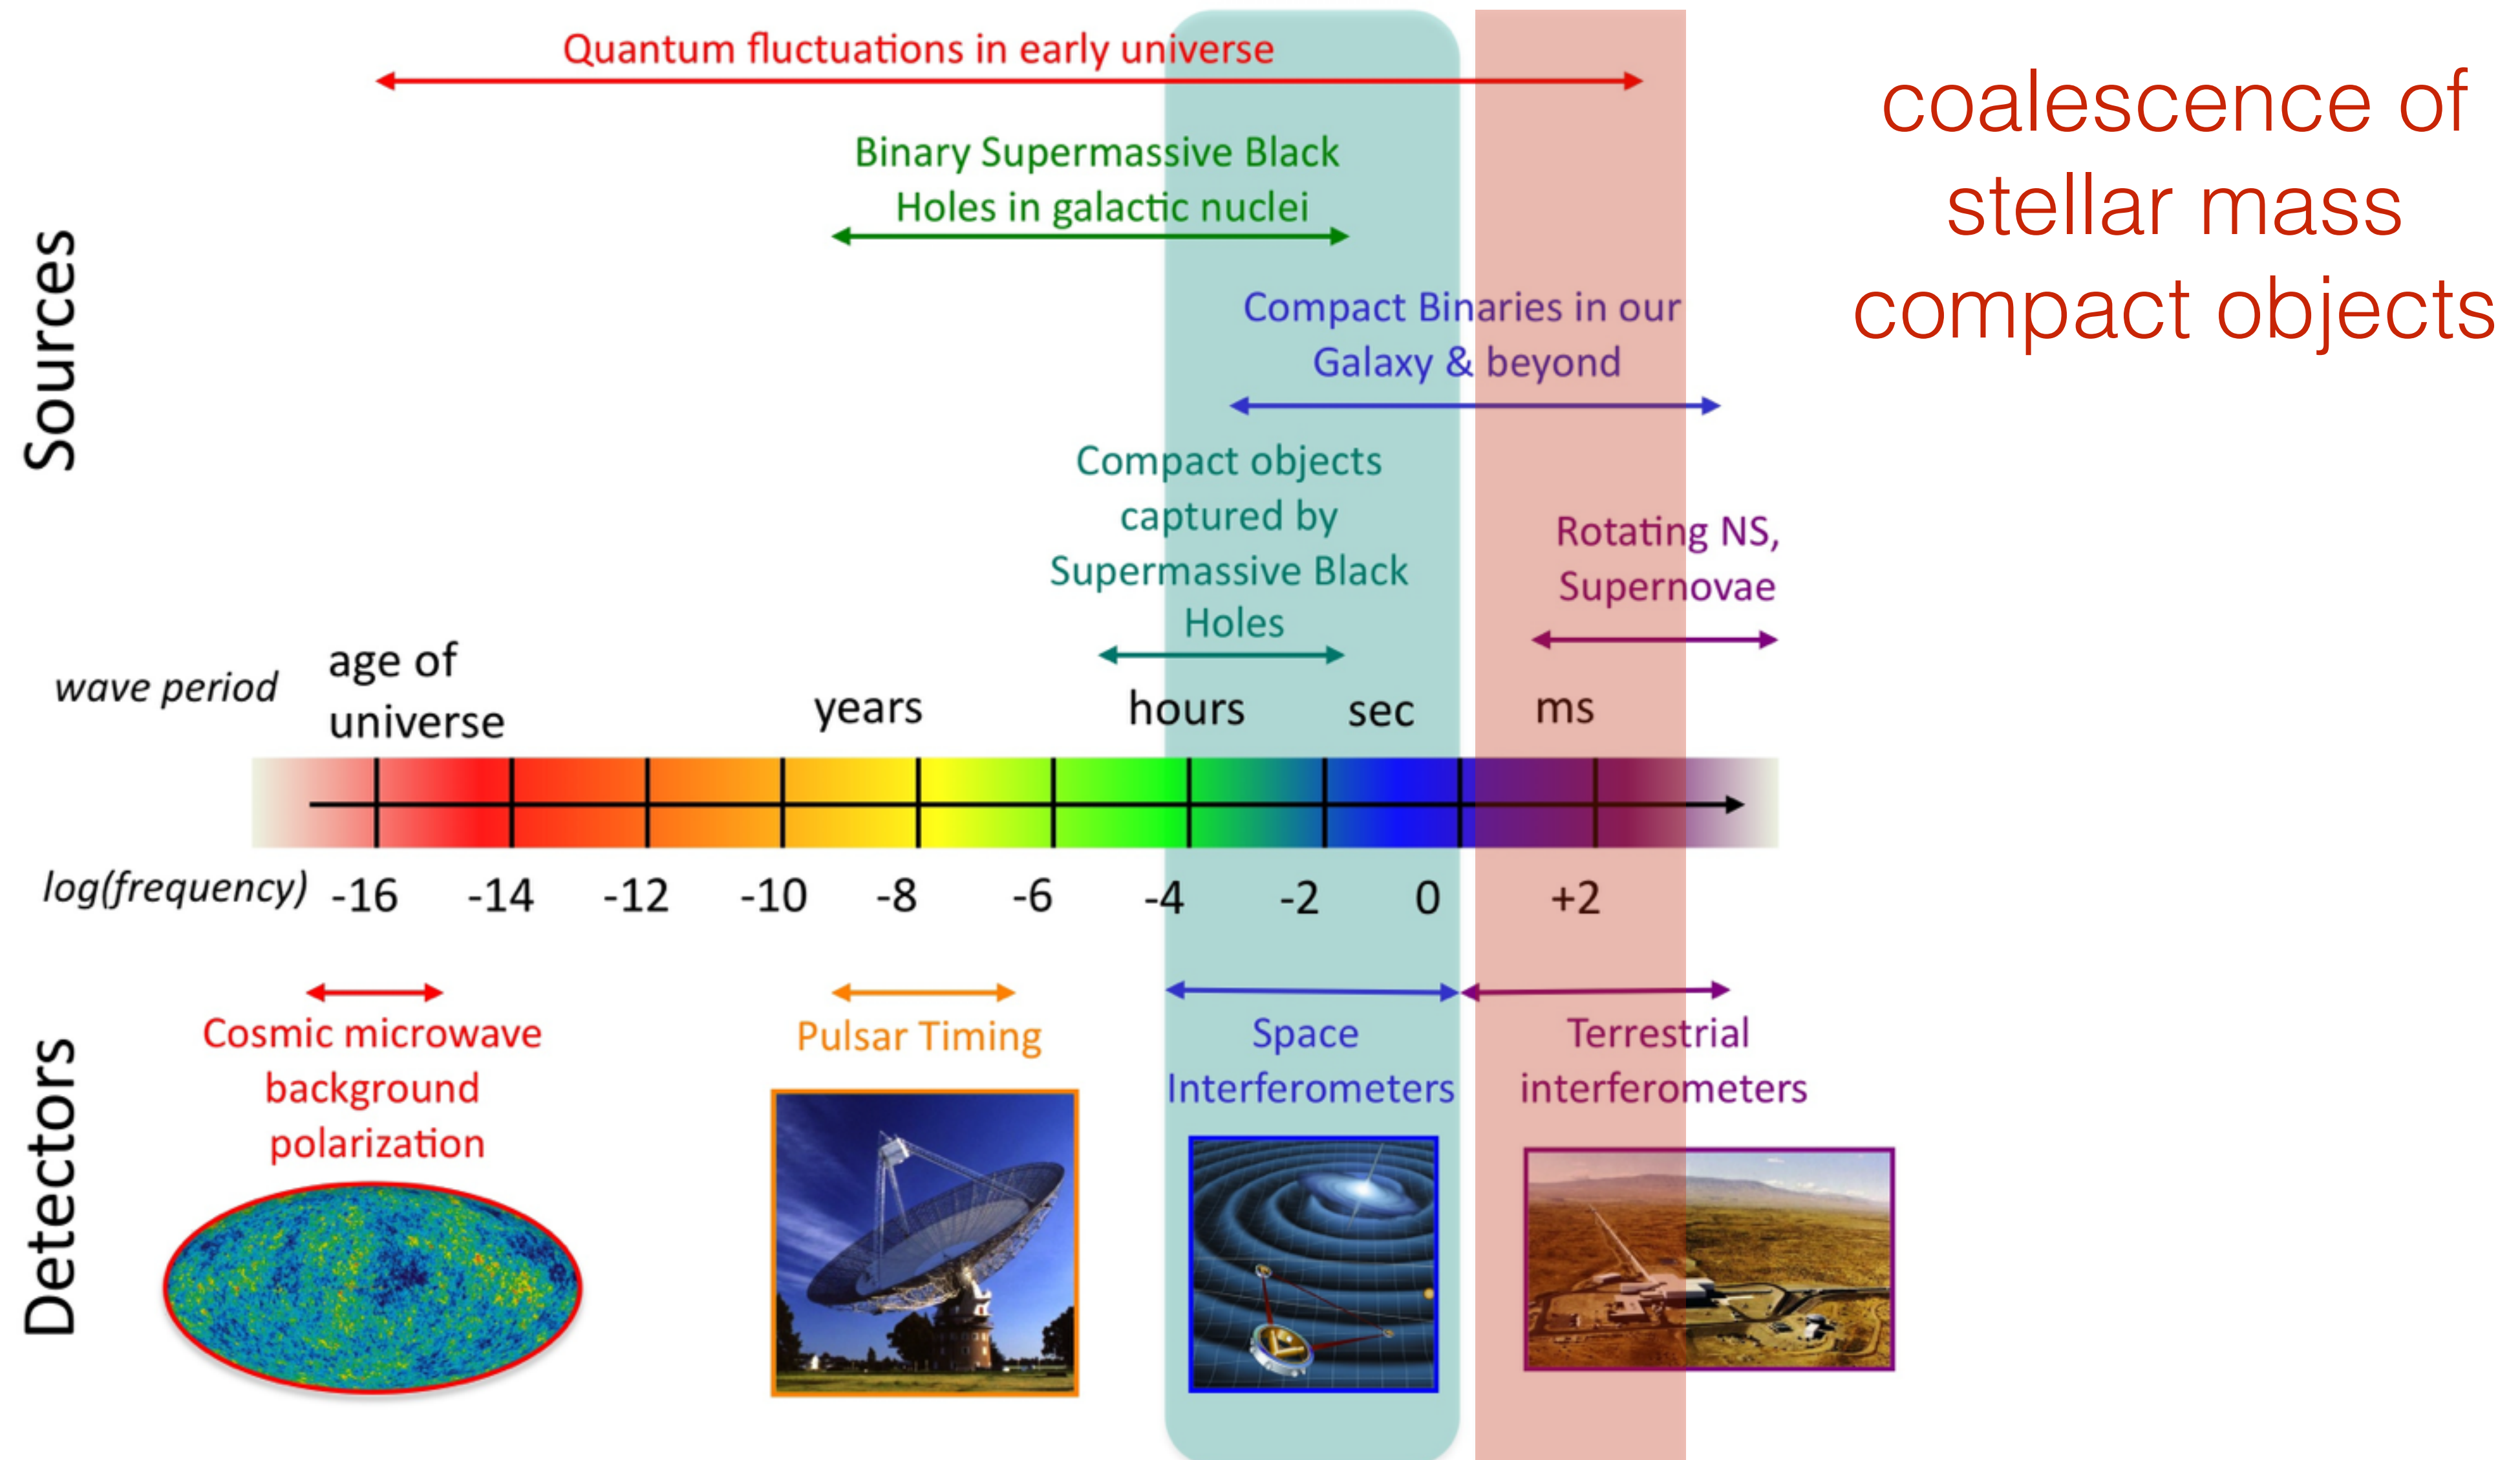 Quantum fluctuations in early universe
coalescence of
stellar mass
compact objects
Binary Supermassive Black
Holes in galactic nuclei
Compact Binaries in our
Galaxy & beyond
Sources
Compact objects
captured by
Supermassive Black
Holes
Rotating NS,
Supernovae
wave period
age of
universe
years
hours
sec
ms
log(frequency)
-16
-14
-12
-10
-8
-6
-4
-2
0
+2
Detectors
Cosmic microwave
background
polarization
Pulsar Timing
Space
Interferometers
Terrestrial
interferometers